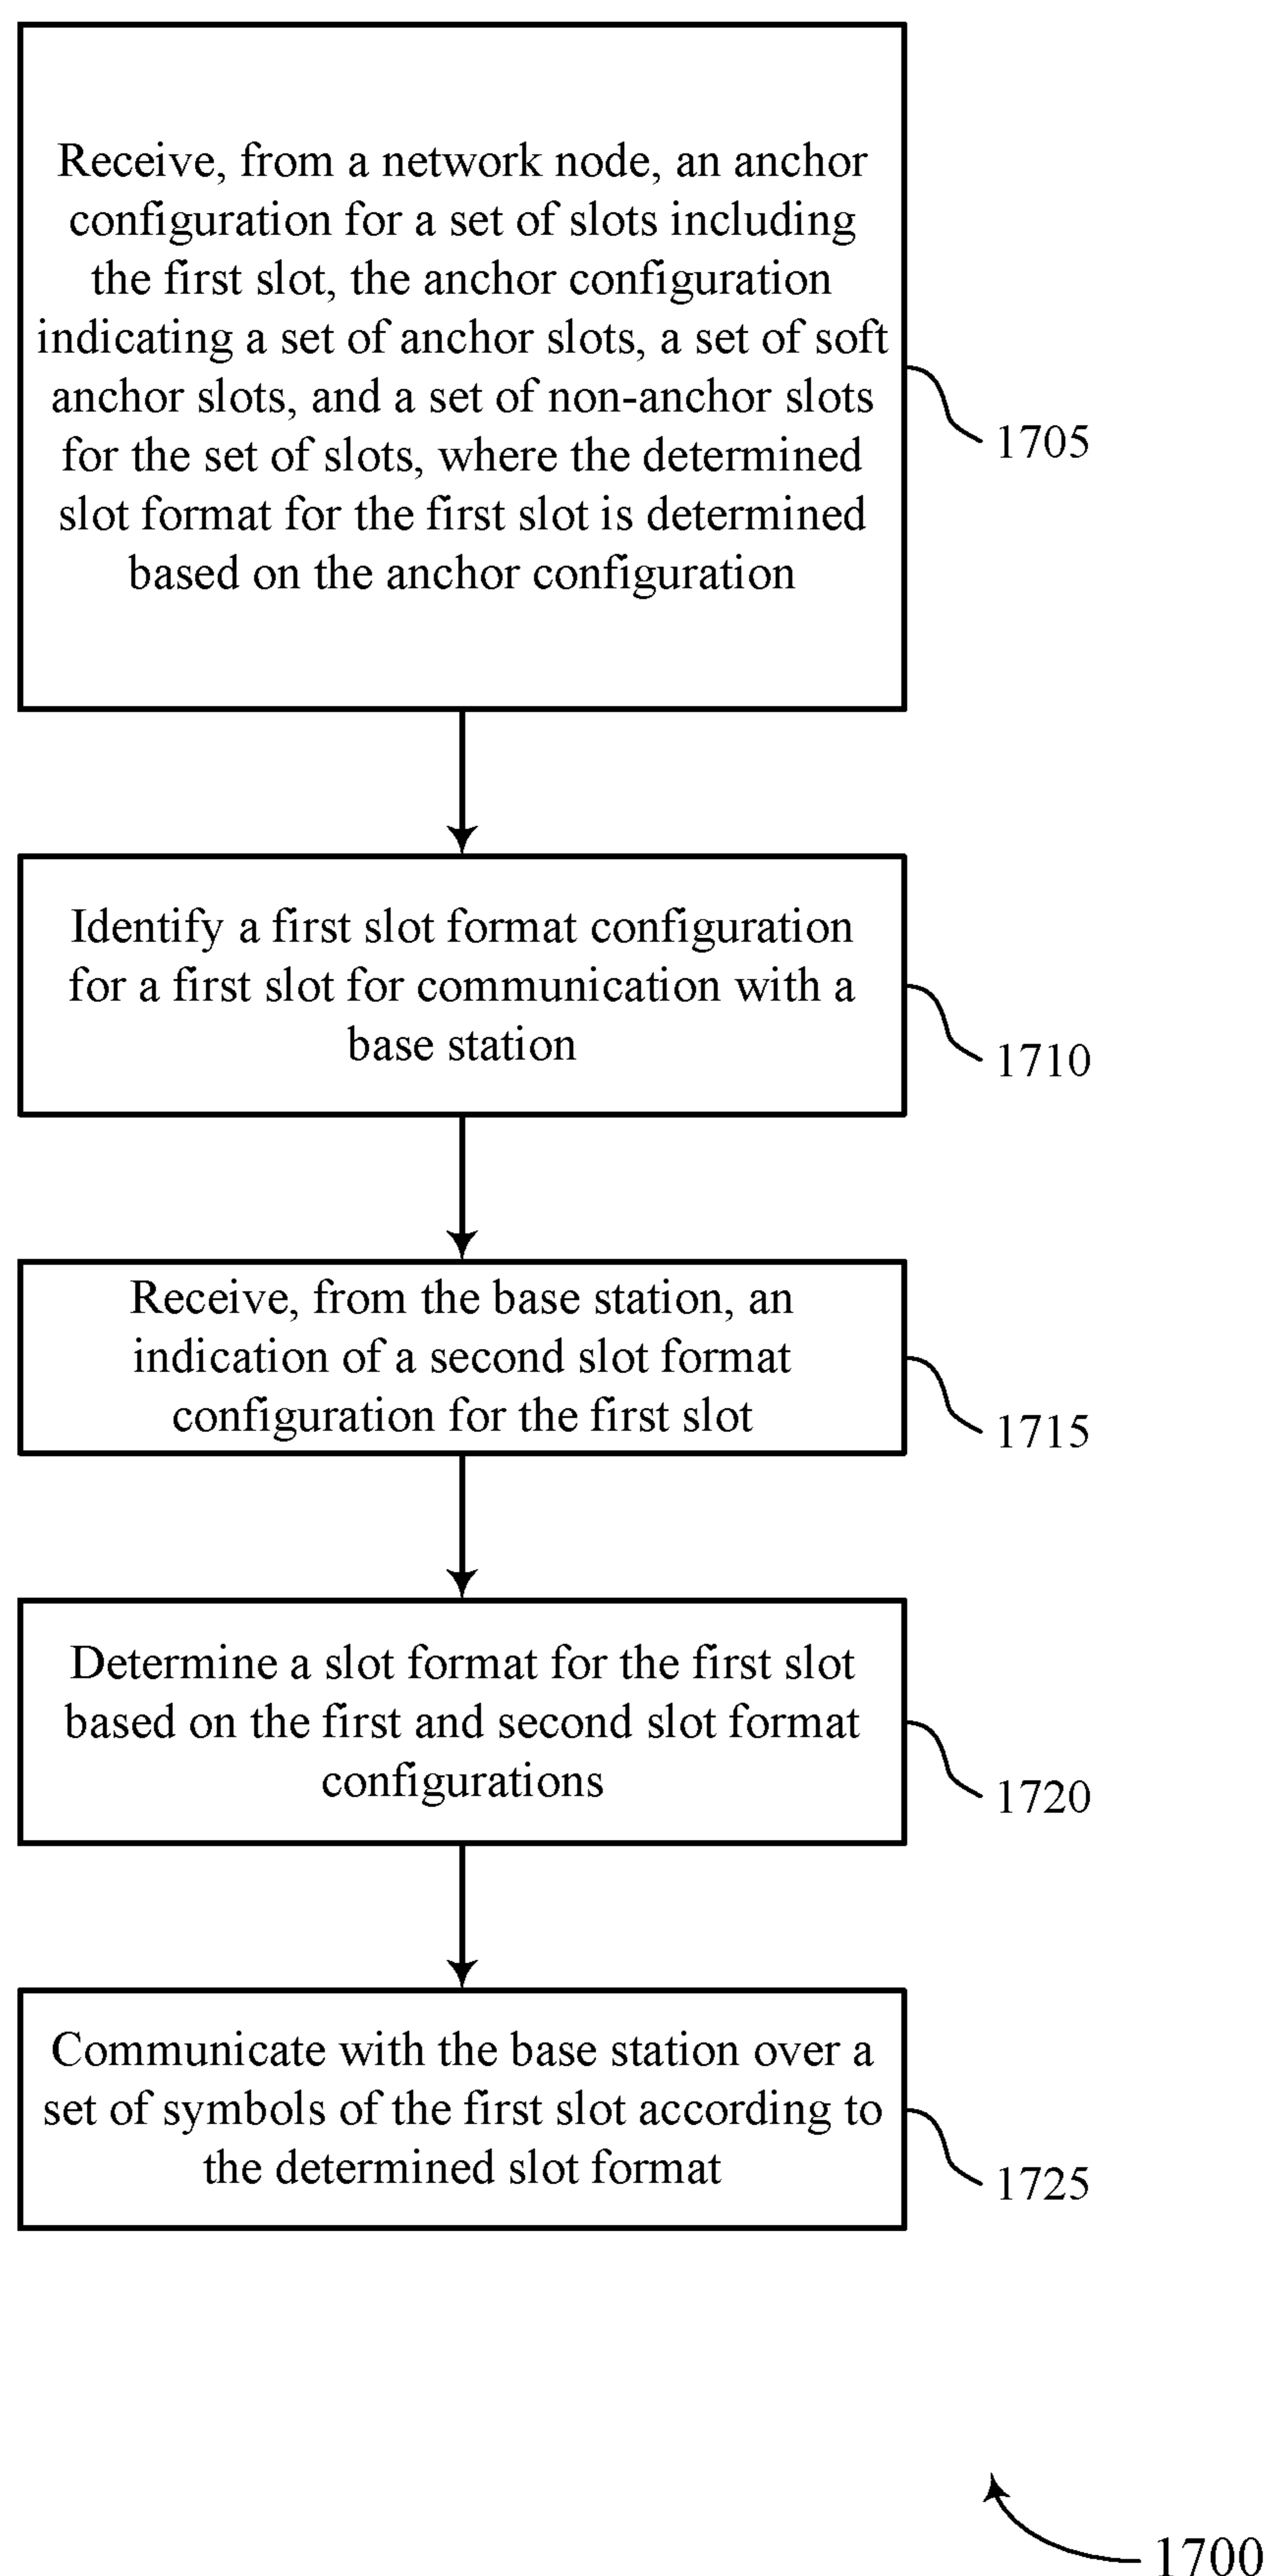 Receive, from a network node, an anchor
configuration for a set of slots including
the first slot, the anchor configuration
indicating a set of anchor slots, a set of soft
anchor slots, and a set of non-anchor slots
for the set of slots, where the determined
slot format for the first slot is determined
based on the anchor configuration
1705
Identify a first slot format configuration
for a first slot for communication with a
base station
1710
Receive, from the base station, an
indication of a second slot format
configuration for the first slot
1715
Determine a slot format for the first slot
based on the first and second slot format
configurations
1720
Communicate with the base station over a
set of symbols of the first slot according to
the determined slot format
1725
1700